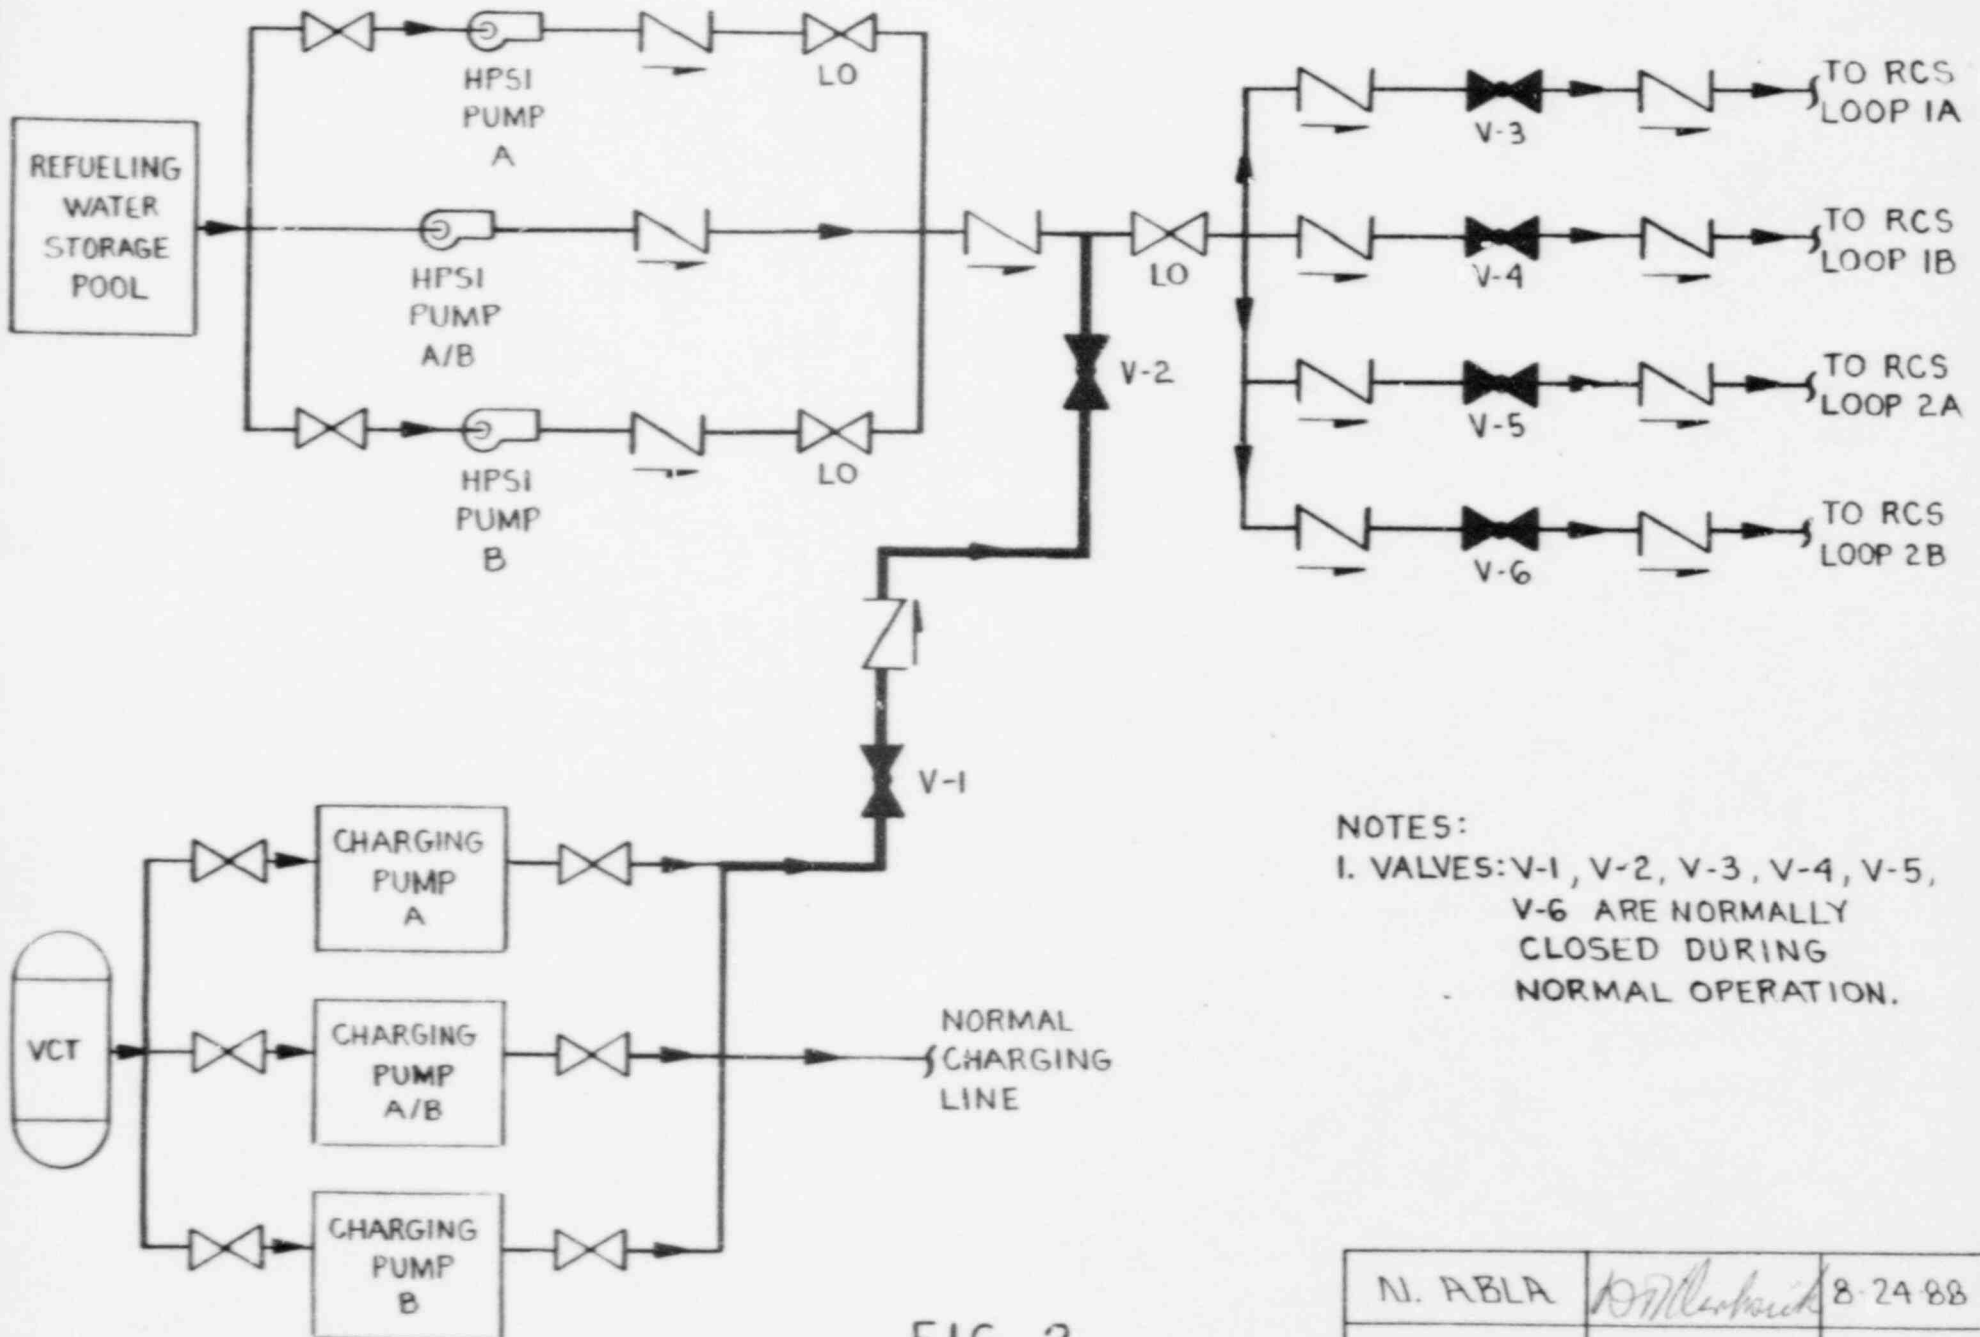 REFUELING
WATER
STORAGE
POOL
HPSI
PUMP
A
LO
HPSI
PUMP
A/B
HPSI
PUMP
B
LO
LO
V-2
V-3
TO RCS
LOOP 1A
V-4
TO RCS
LOOP 1B
V-5
TO RCS
LOOP 2A
V-6
TO RCS
LOOP 2B
V-1
VCT
CHARGING
PUMP
A
CHARGING
PUMP
A/B
CHARGING
PUMP
B
NORMAL
CHARGING
LINE
NOTES:
1. VALVES: V-1, V-2, V-3, V-4, V-5,
V-6 ARE NORMALLY
CLOSED DURING
NORMAL OPERATION.
N. ABLA
8-24-88